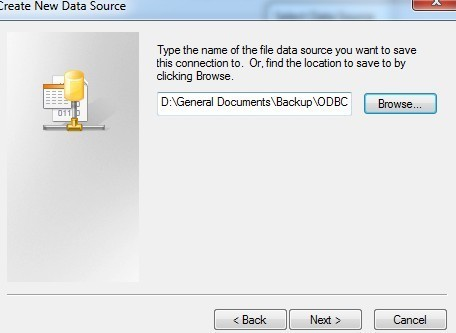 Create New Data Source
Type the name of the file data source you want to save
this connection to. Or, find the location to save to by
clicking Browse.
D:\General Documents\Backup\ODBC
Browse...
< Back
Next >
Cancel